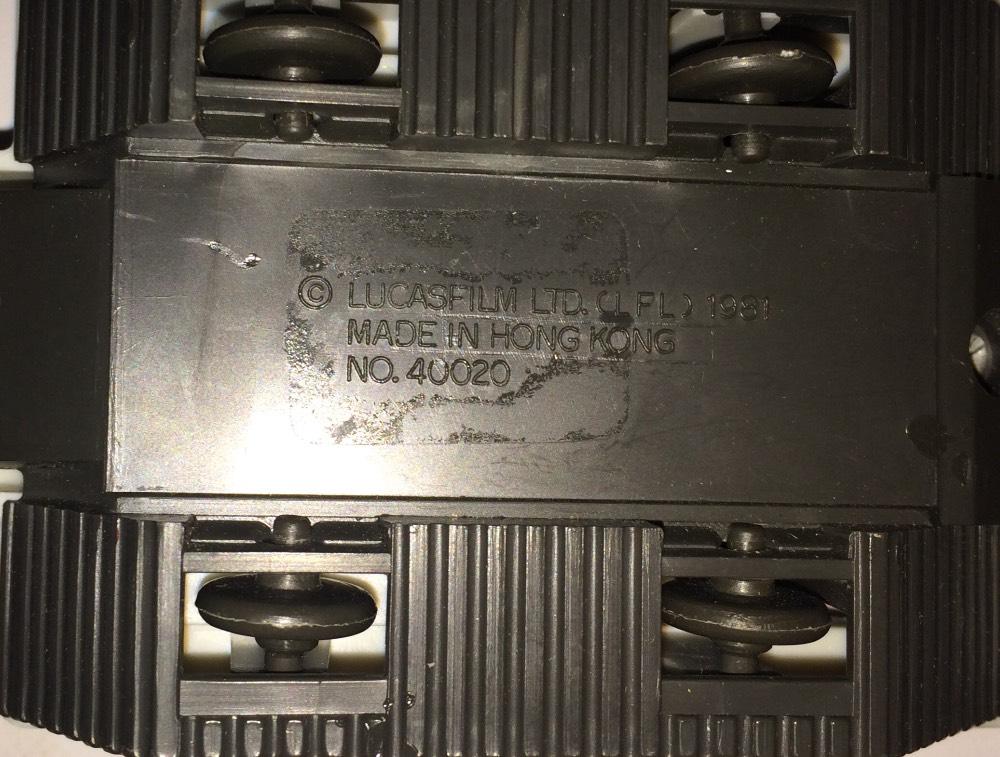 © LUCASFILM LTD. (LFL) 1981
MADE IN HONG KONG
NO. 40020